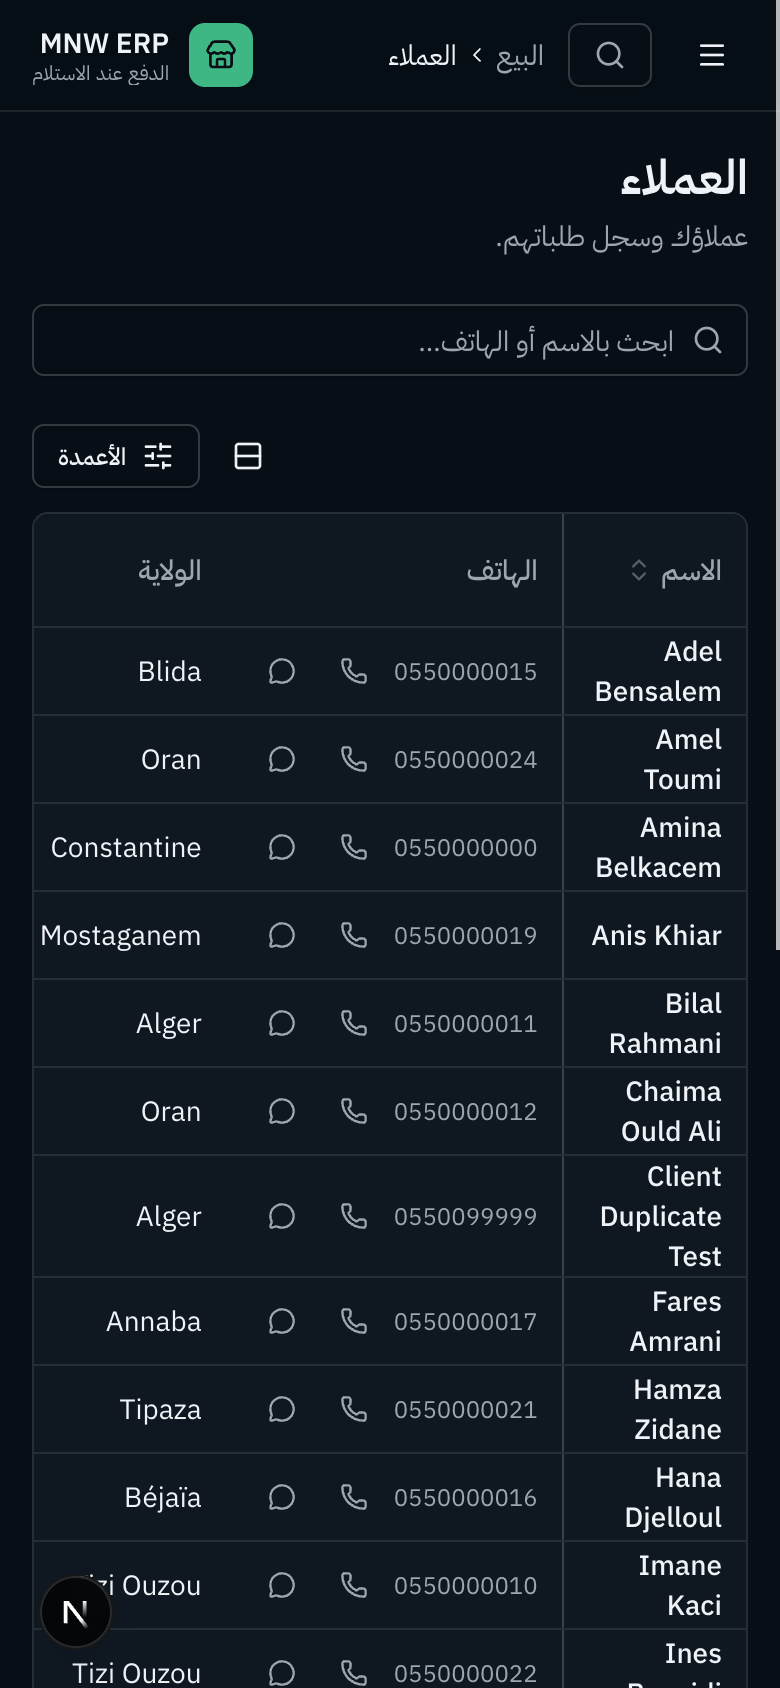 MNW ERP
الدفع عند الاستلام
البيع
العملاء
العملاء
عملاؤك وسجل طلباتهم.
ابحث بالاسم أو الهاتف...
الأعمدة
الاسم
الهاتف
الولاية
Adel Bensalem
0550000015
Blida
Amel Toumi
0550000024
Oran
Amina Belkacem
0550000000
Constantine
Anis Khiar
0550000019
Mostaganem
Bilal Rahmani
0550000011
Alger
Chaima Ould Ali
0550000012
Oran
Client Duplicate Test
0550099999
Alger
Fares Amrani
0550000017
Annaba
Hamza Zidane
0550000021
Tipaza
Hana Djelloul
0550000016
Béjaïa
Imane Kaci
0550000010
Tizi Ouzou
Ines
0550000022
Tizi Ouzou
N